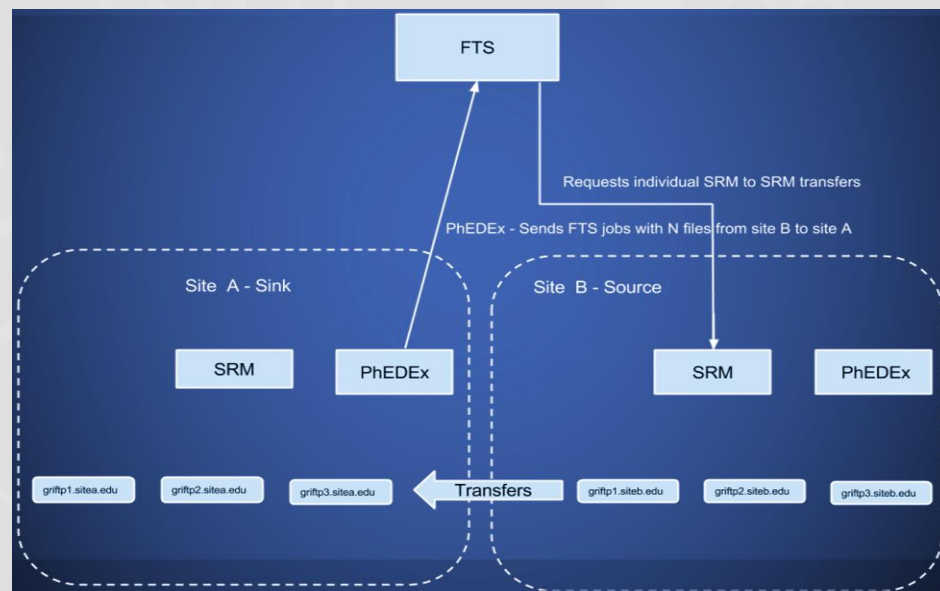 FTS
Requests individual SRM to SRM transfers
PhEDEx - Sends FTS jobs with N files from site B to site A
Site A - Sink
Site B - Source
SRM
PhEDEx
SRM
PhEDEx
griftp1.sitea.edu
griftp2.sitea.edu
griftp3.sitea.edu
Transfers
griftp1.siteb.edu
griftp2.siteb.edu
griftp3.siteb.edu